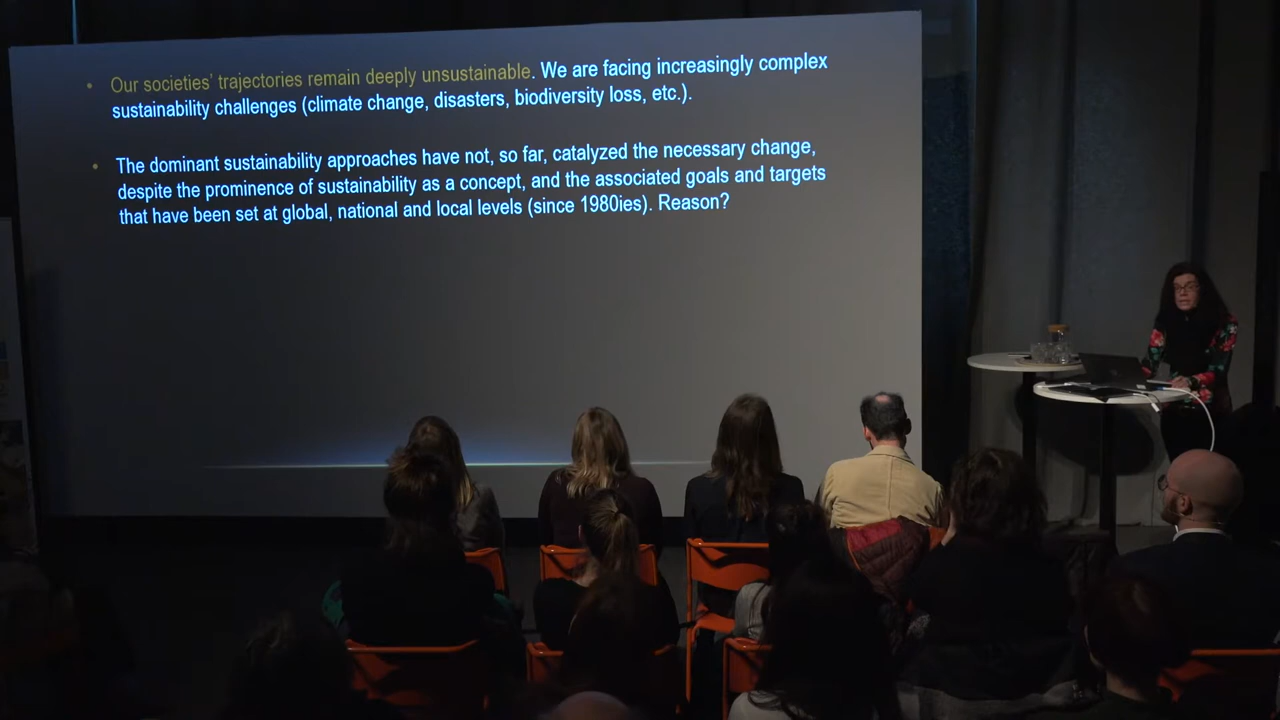 • Our societies’ trajectories remain deeply unsustainable. We are facing increasingly complex
sustainability challenges (climate change, disasters, biodiversity loss, etc.).
• The dominant sustainability approaches have not, so far, catalyzed the necessary change,
despite the prominence of sustainability as a concept, and the associated goals and targets
that have been set at global, national and local levels (since 1980ies). Reason?